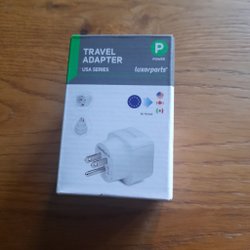 TRAVEL
ADAPTER
USA SERIES
P
POWER
luxorparts®